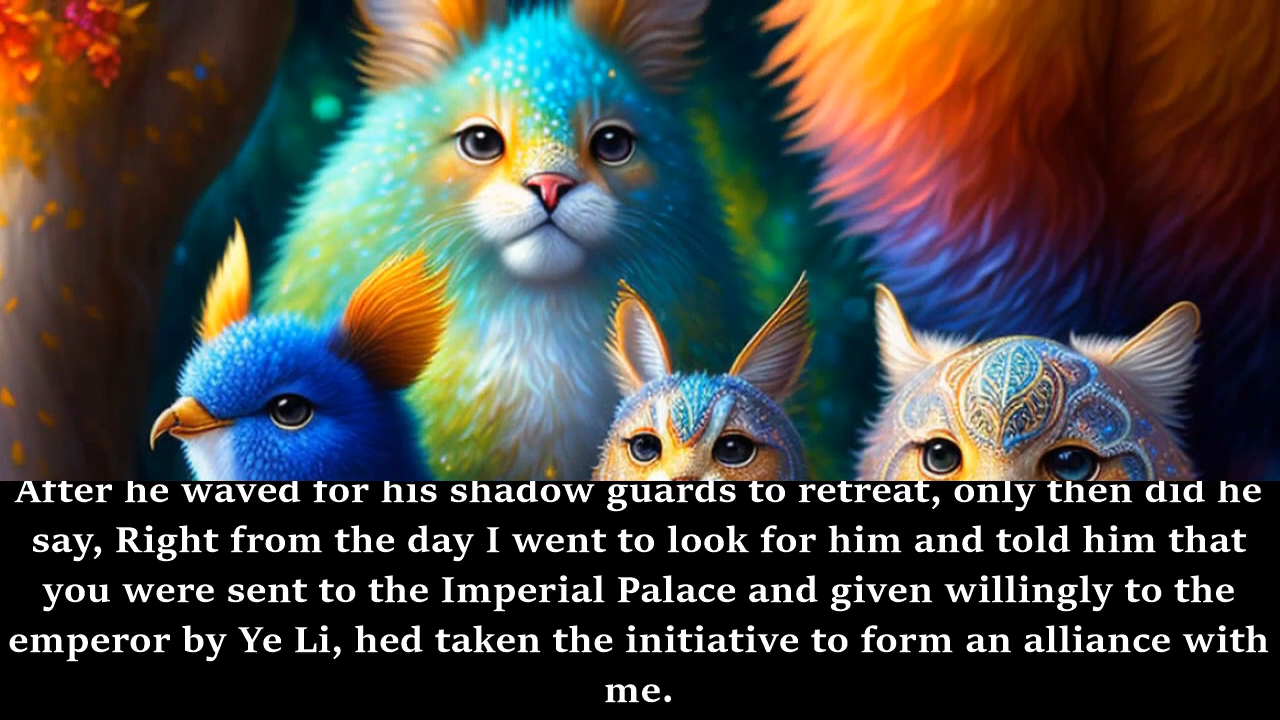 After he waved for his shadow guards to retreat, only then did he
say, Right from the day I went to look for him and told him that
you were sent to the Imperial Palace and given willingly to the
emperor by Ye Li, hed taken the initiative to form an alliance with
me.